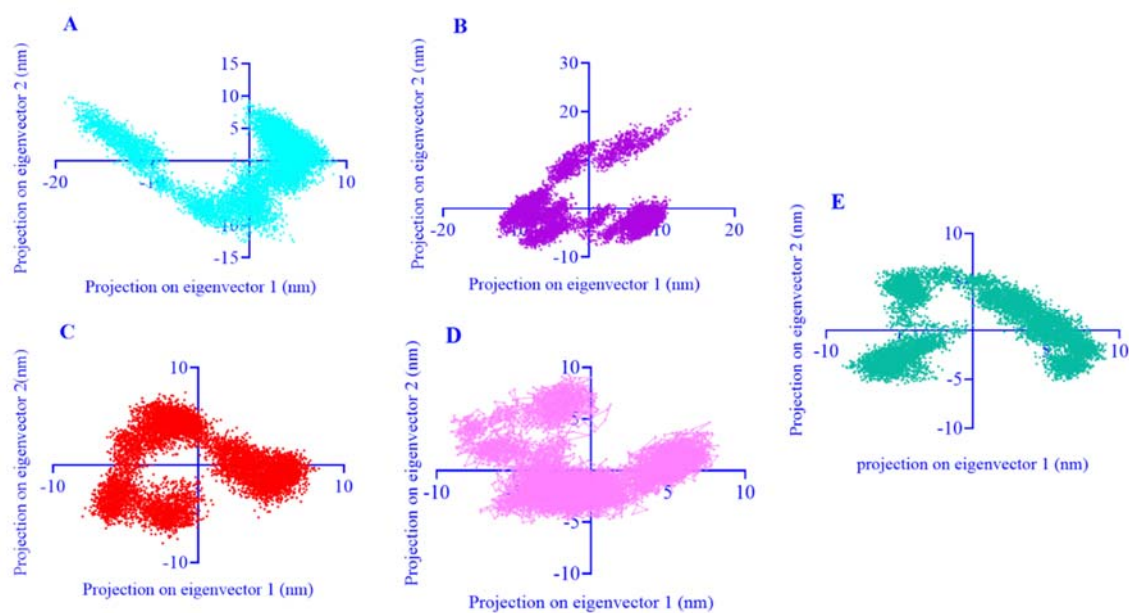 A
Projection on eigenvector 2 (nm)
15
10
5
-20
10
-15
Projection on eigenvector 1 (nm)
B
Projection on eigenvector 2 (nm)
30
20
-20
10
20
-10
Projection on eigenvector 1 (nm)
C
Projection on eigenvector 2(nm)
10
-10
10
-10
Projection on eigenvector 1 (nm)
D
Projection on eigenvector 2 (nm)
10
5
-10
5
10
-5
-10
Projection on eigenvector 1 (nm)
E
Projection on eigenvector 2 (nm)
10
5
-10
10
-5
-10
projection on eigenvector 1 (nm)